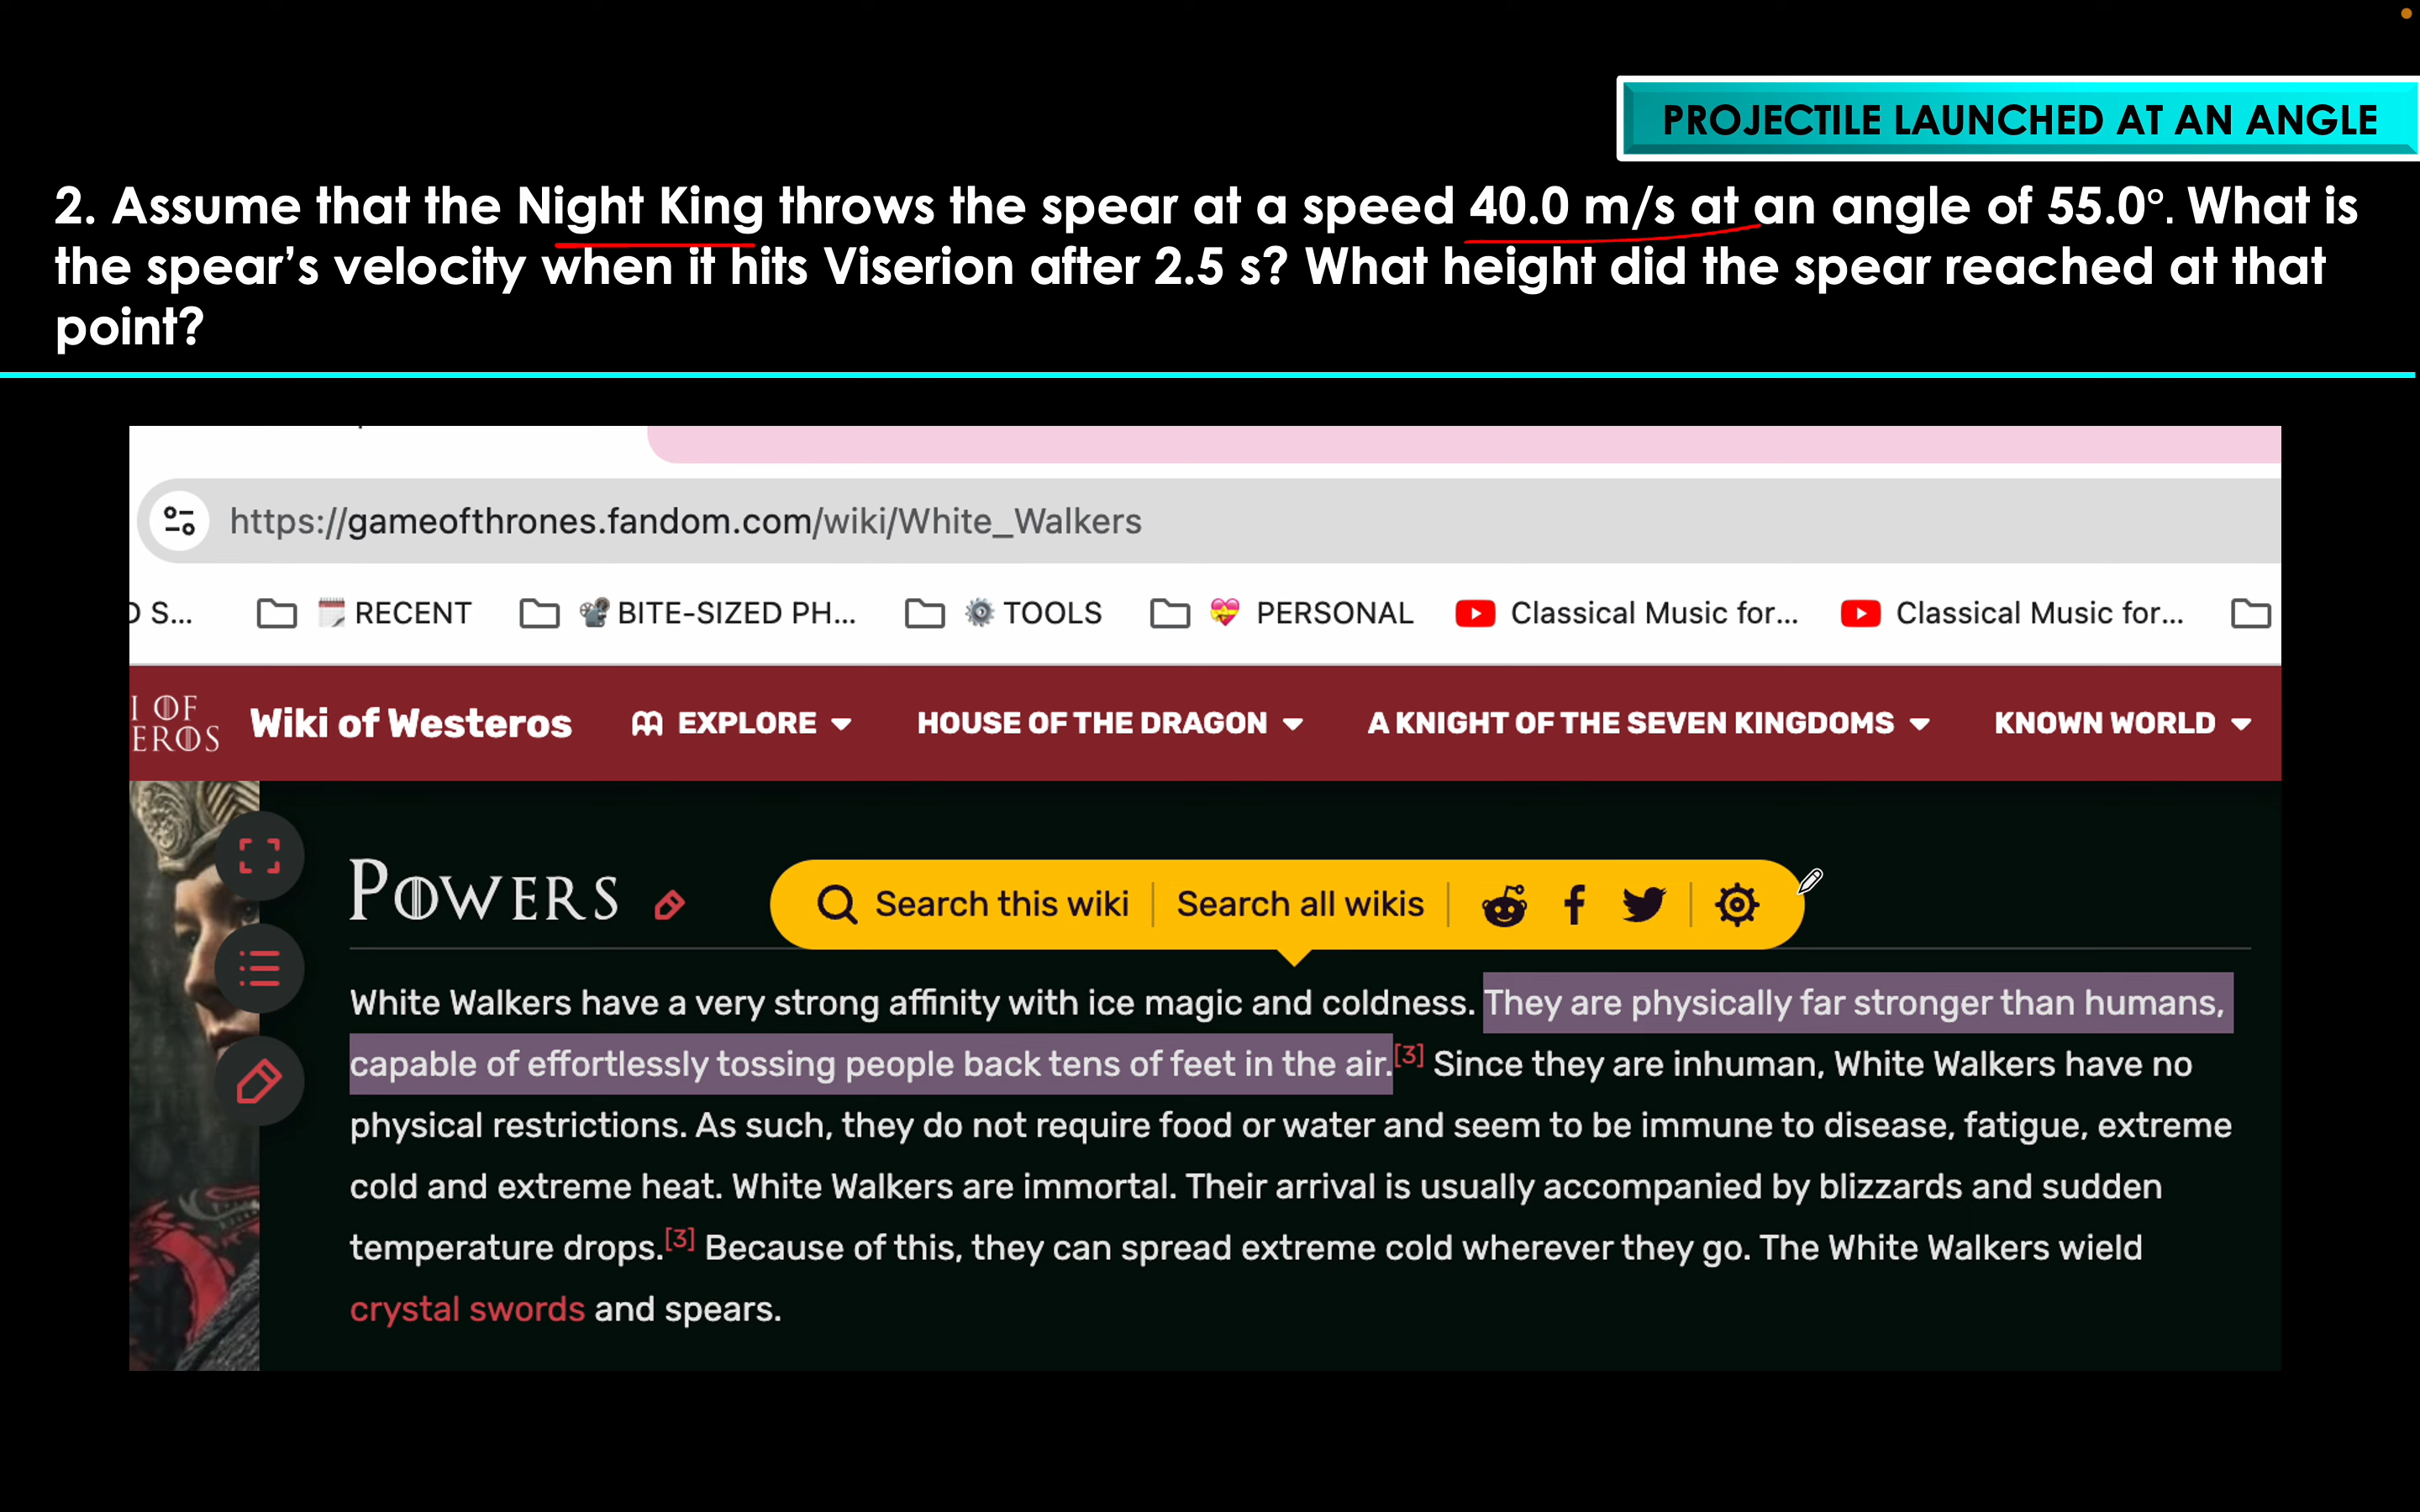 PROJECTILE LAUNCHED AT AN ANGLE
2. Assume that the Night King throws the spear at a speed 40.0 m/s at an angle of 55.0º. What is
the spear’s velocity when it hits Viserion after 2.5 s? What height did the spear reached at that
point?
https://gameofthrones.fandom.com/wiki/White_Walkers
S... RECENT BITE-SIZED PH... TOOLS PERSONAL Classical Music for... Classical Music for...
I OF
EROS
Wiki of Westeros EXPLORE HOUSE OF THE DRAGON A KNIGHT OF THE SEVEN KINGDOMS KNOWN WORLD
POWERS
Search this wiki Search all wikis
White Walkers have a very strong affinity with ice magic and coldness. They are physically far stronger than humans,
capable of effortlessly tossing people back tens of feet in the air.[3] Since they are inhuman, White Walkers have no
physical restrictions. As such, they do not require food or water and seem to be immune to disease, fatigue, extreme
cold and extreme heat. White Walkers are immortal. Their arrival is usually accompanied by blizzards and sudden
temperature drops.[3] Because of this, they can spread extreme cold wherever they go. The White Walkers wield
crystal swords and spears.